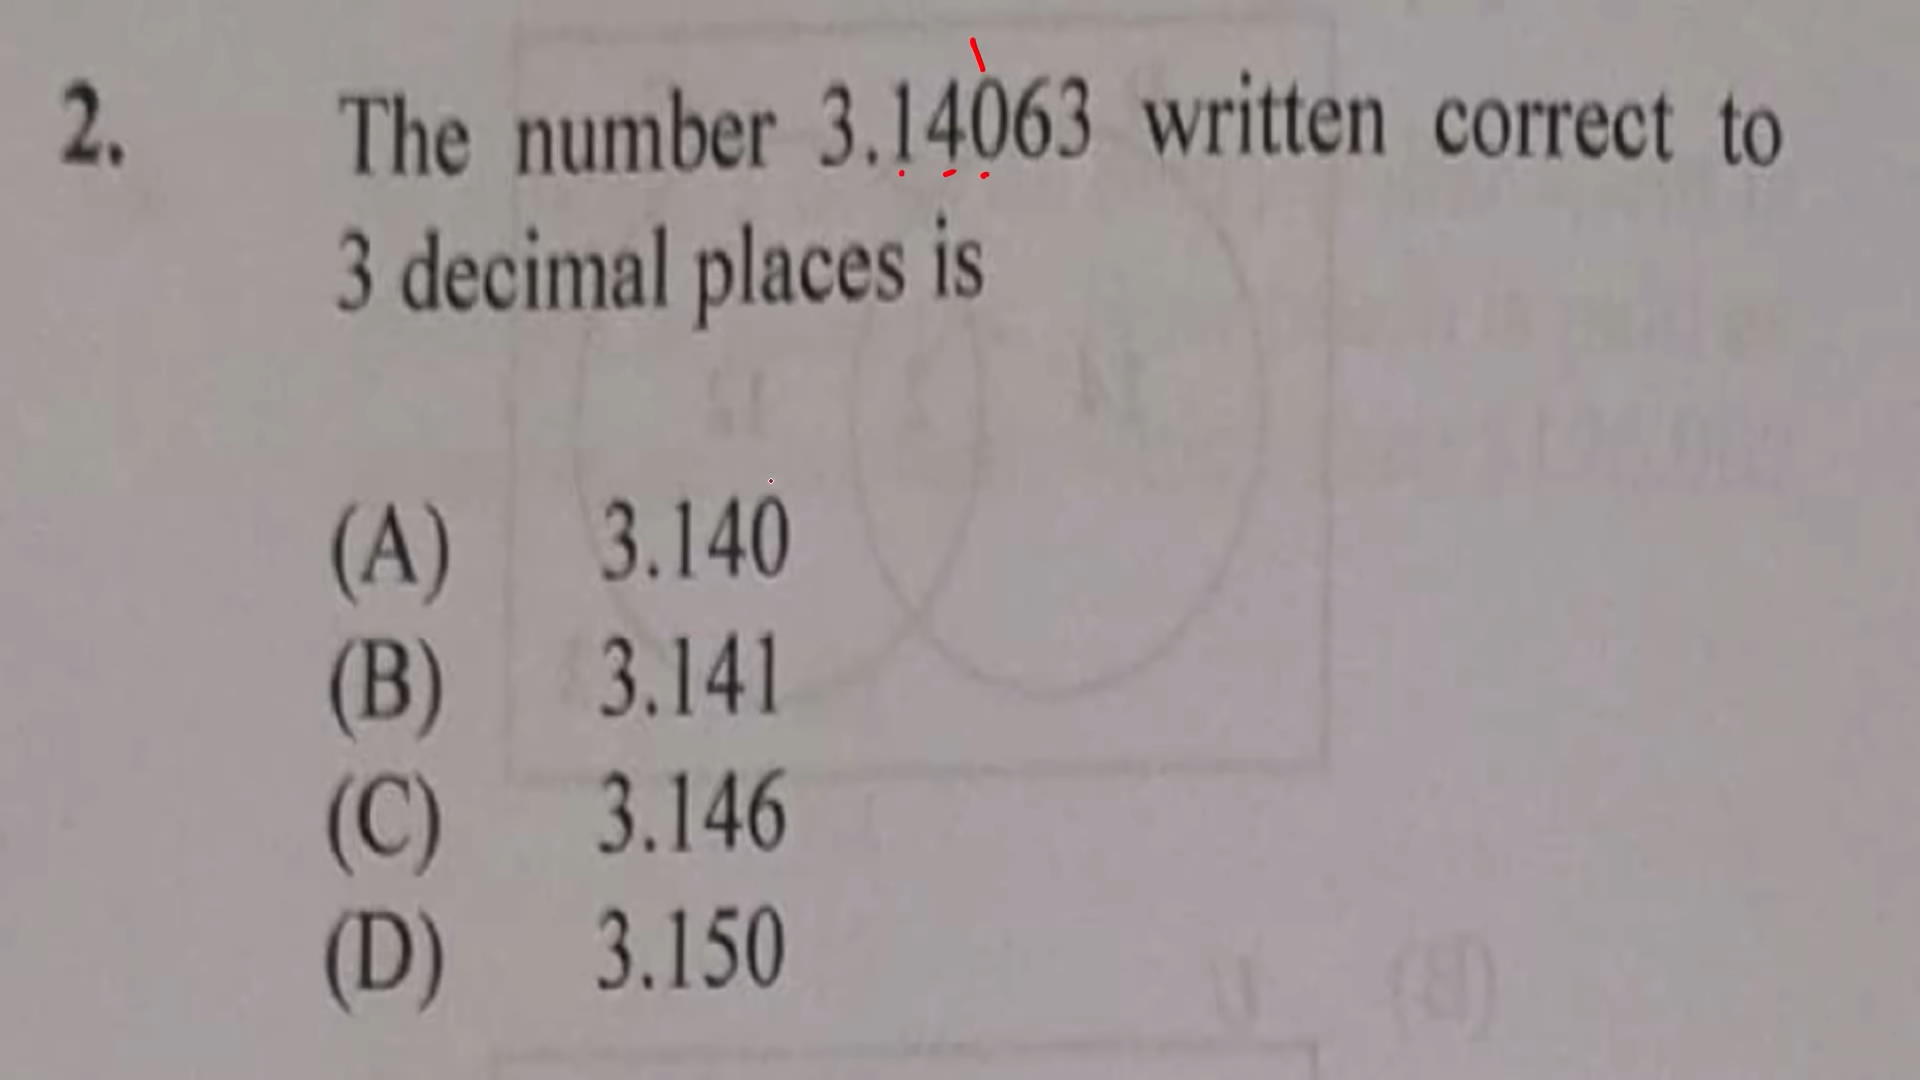 2. The number 3.14063 written correct to
3 decimal places is
(A) 3.140
(B) 3.141
(C) 3.146
(D) 3.150